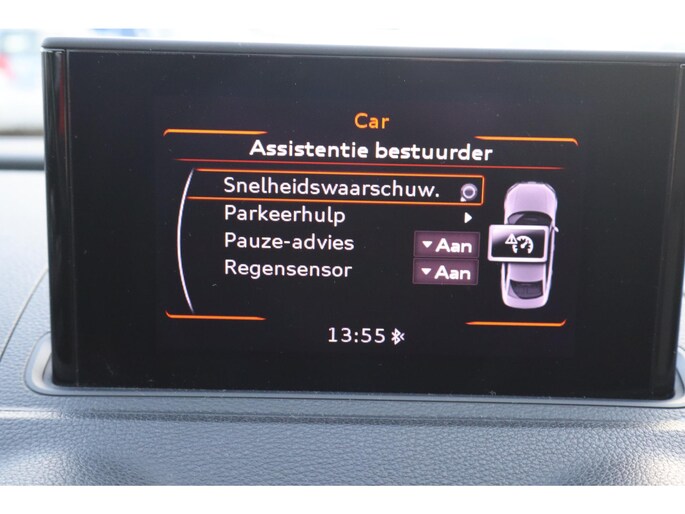 Car
Assistentie bestuurder
Snelheidswaarschuw.
Parkeerhulp
Pauze-advies Aan
Regensensor Aan
13:55